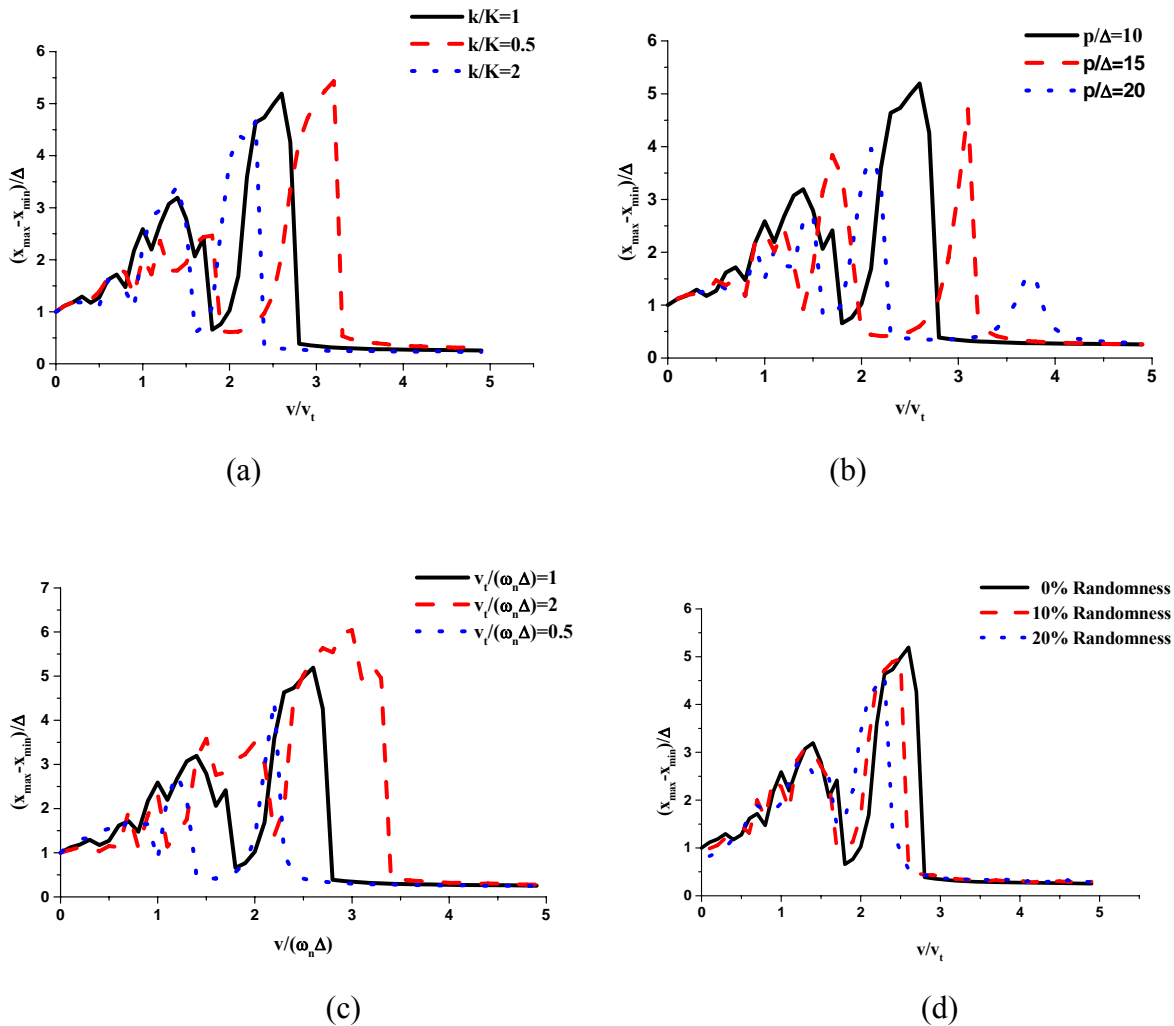 k/K=1
k/K=0.5
k/K=2
(x_max-x_min)/Δ
6
5
4
3
2
1
0
0 1 2 3 4 5
v/v_t
(a)
p/Δ=10
p/Δ=15
p/Δ=20
(x_max-x_min)/Δ
6
5
4
3
2
1
0
0 1 2 3 4 5
v/v_t
(b)
v_t/(ω_nΔ)=1
v_t/(ω_nΔ)=2
v_t/(ω_nΔ)=0.5
(x_max-x_min)/Δ
7
6
5
4
3
2
1
0
0 1 2 3 4 5
v/(ω_nΔ)
(c)
0% Randomness
10% Randomness
20% Randomness
(x_max-x_min)/Δ
6
5
4
3
2
1
0
0 1 2 3 4 5
v/v_t
(d)